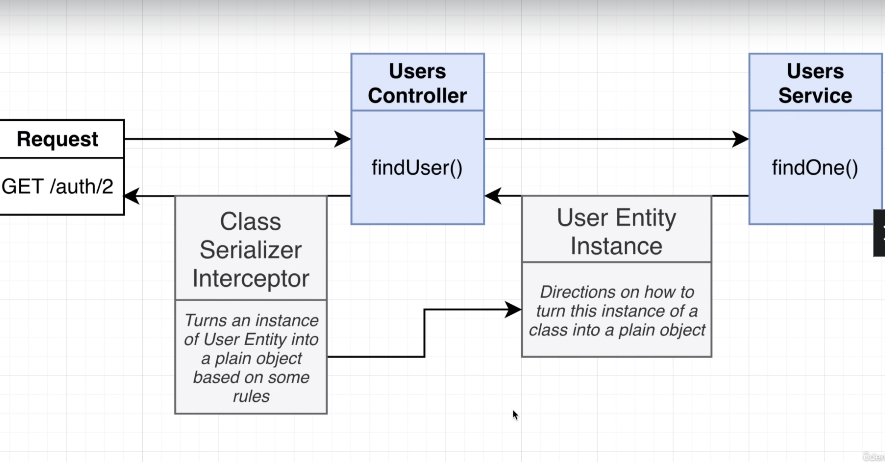 Users
Controller
Users
Service
Request
findUser()
findOne()
GET /auth/2
Class
Serializer
Interceptor
User Entity
Instance
Directions on how to
turn this instance of a
class into a plain object
Turns an instance
of User Entity into
a plain object
based on some
rules